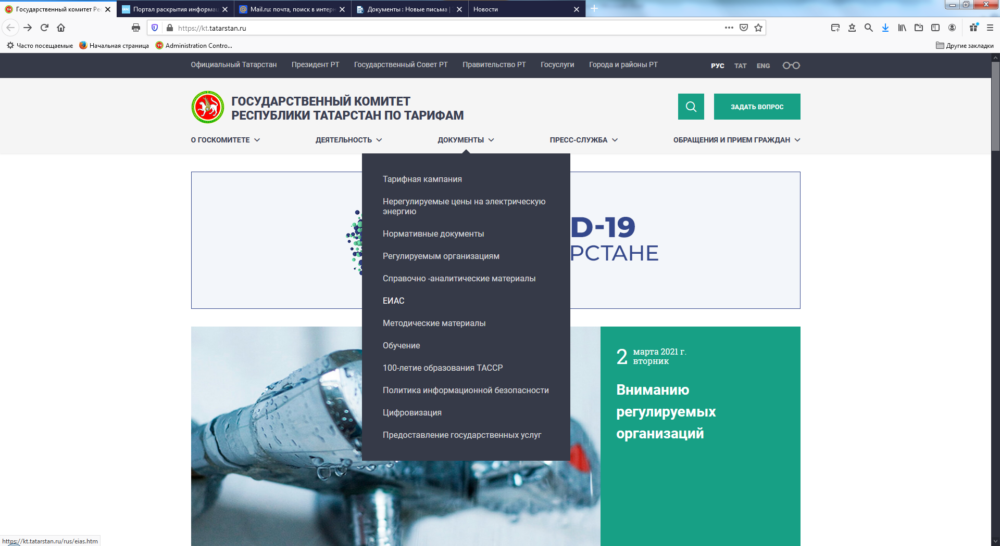 Государственный комитет Рес
Портал раскрытия информац
Mail.ru: почта, поиск в интерн
Документы : Новые письма |
Новости
https://kt.tatarstan.ru
Часто посещаемые
Начальная страница
Administration Contro...
Другие закладки
Официальный Татарстан
Президент РТ
Государственный Совет РТ
Правительство РТ
Госуслуги
Города и районы РТ
РУС
ТАТ
ENG
ГОСУДАРСТВЕННЫЙ КОМИТЕТ
РЕСПУБЛИКИ ТАТАРСТАН ПО ТАРИФАМ
ЗАДАТЬ ВОПРОС
О ГОСКОМИТЕТЕ
ДЕЯТЕЛЬНОСТЬ
ДОКУМЕНТЫ
ПРЕСС-СЛУЖБА
ОБРАЩЕНИЯ И ПРИЕМ ГРАЖДАН
Тарифная кампания
Нерегулируемые цены на электрическую
энергию
Нормативные документы
Регулируемым организациям
Справочно -аналитические материалы
ЕИАС
Методические материалы
Обучение
100-летие образования ТАССР
Политика информационной безопасности
Цифровизация
Предоставление государственных услуг
D-19
РСТАНЕ
2 марта 2021 г.
вторник
Вниманию
регулируемых
организаций
https://kt.tatarstan.ru/rus/eias.htm